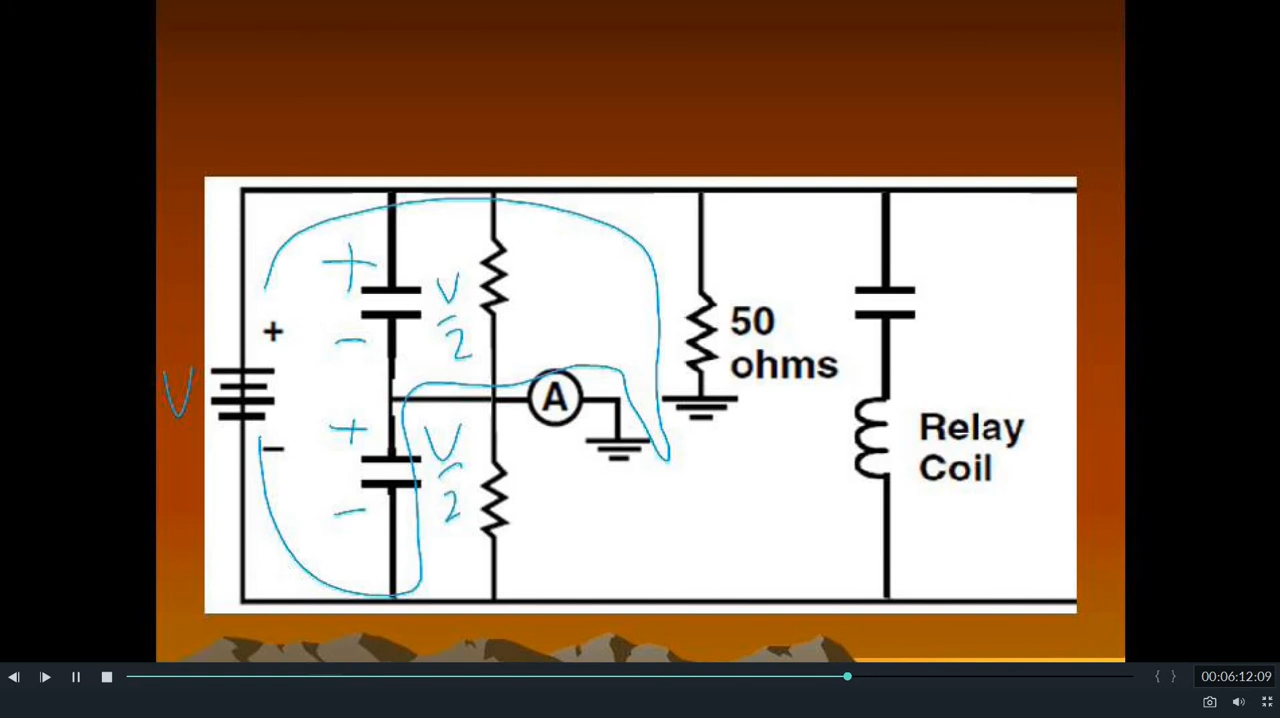 +
V
2
+
-
V
-
+
V
2
-
-
A
50
ohms
Relay
Coil
{ }
00:06:12:09